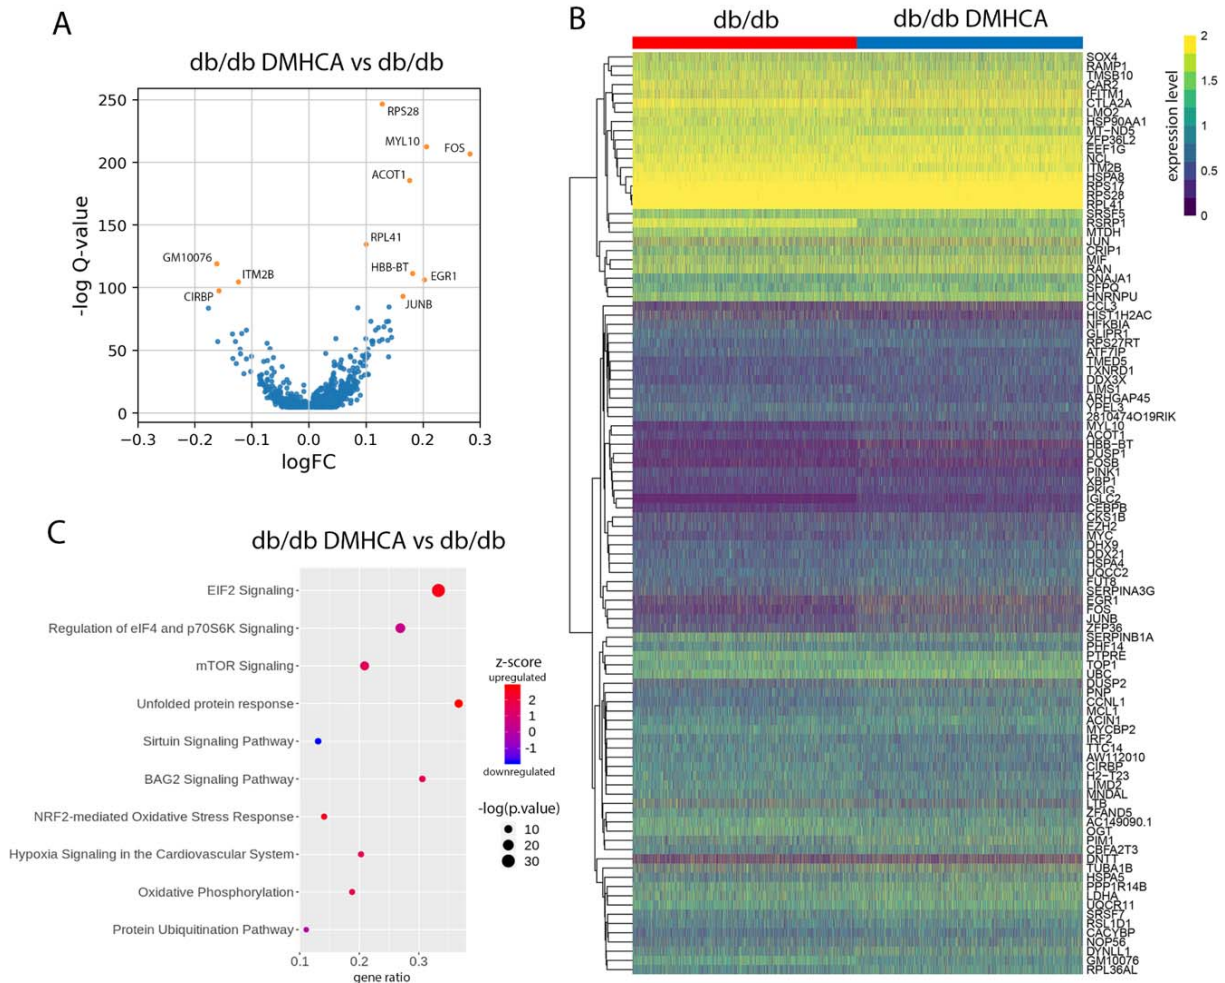 A
db/db DMHCA vs db/db
-log Q-value
250
200
150
100
50
0
RPS28
MYL10
FOS
ACOT1
RPL41
GM10076
ITM2B
HBB-BT
EGR1
CIRBP
JUNB
−0.3
−0.2
−0.1
0.0
0.1
0.2
0.3
logFC
B
db/db
db/db DMHCA
SOX4
RAMP1
TMSB10
CAR2
IFITM1
CTLA2A
LMO2
HSP90AA1
MT−ND5
ZFP36L2
EEF1G
NCL
ITM2B
HSPA8
RPS17
RPS28
RPL41
SRSF5
RSRP1
MTDH
JUN
CRIP1
MIF
RAN
DNAJA1
SFPQ
HNRNPU
CCL3
HIST1H2AC
NFKBIA
GLIPR1
RPS27RT
ATF7IP
TMED5
TXNRD1
DDX3X
LIMS1
ARHGAP45
YPEL3
2810474O19RIK
MYL10
ACOT1
HBB−BT
DUSP1
FOSB
PINK1
XBP1
PKIG
IGLC2
CEBPB
CKS1B
EZH2
MYC
DHX9
DDX21
HSPA4
UQCC2
FUT8
SERPINA3G
EGR1
FOS
JUNB
ZFP36
SERPINB1A
PHF14
PTPRE
TOP1
UBC
DUSP2
PNP
CCNL1
MCL1
ACIN1
MYCBP2
IRF2
TTC14
AW112010
CIRBP
H2−T23
LIMD2
MNDAL
LTB
ZFAND5
AC149090.1
OGT
PIM1
CBFA2T3
DNTT
TUBA1B
HSPA5
PPP1R14B
LDHA
UQCR11
SRSF7
RSL1D1
CACYBP
NOP56
DYNLL1
GM10076
RPL36AL
expression level
2
1.5
1
0.5
0
C
db/db DMHCA vs db/db
EIF2 Signaling
Regulation of eIF4 and p70S6K Signaling
mTOR Signaling
Unfolded protein response
Sirtuin Signaling Pathway
BAG2 Signaling Pathway
NRF2-mediated Oxidative Stress Response
Hypoxia Signaling in the Cardiovascular System
Oxidative Phosphorylation
Protein Ubiquitination Pathway
0.1
0.2
0.3
gene ratio
z-score
upregulated
2
1
0
-1
downregulated
-log(p.value)
10
20
30